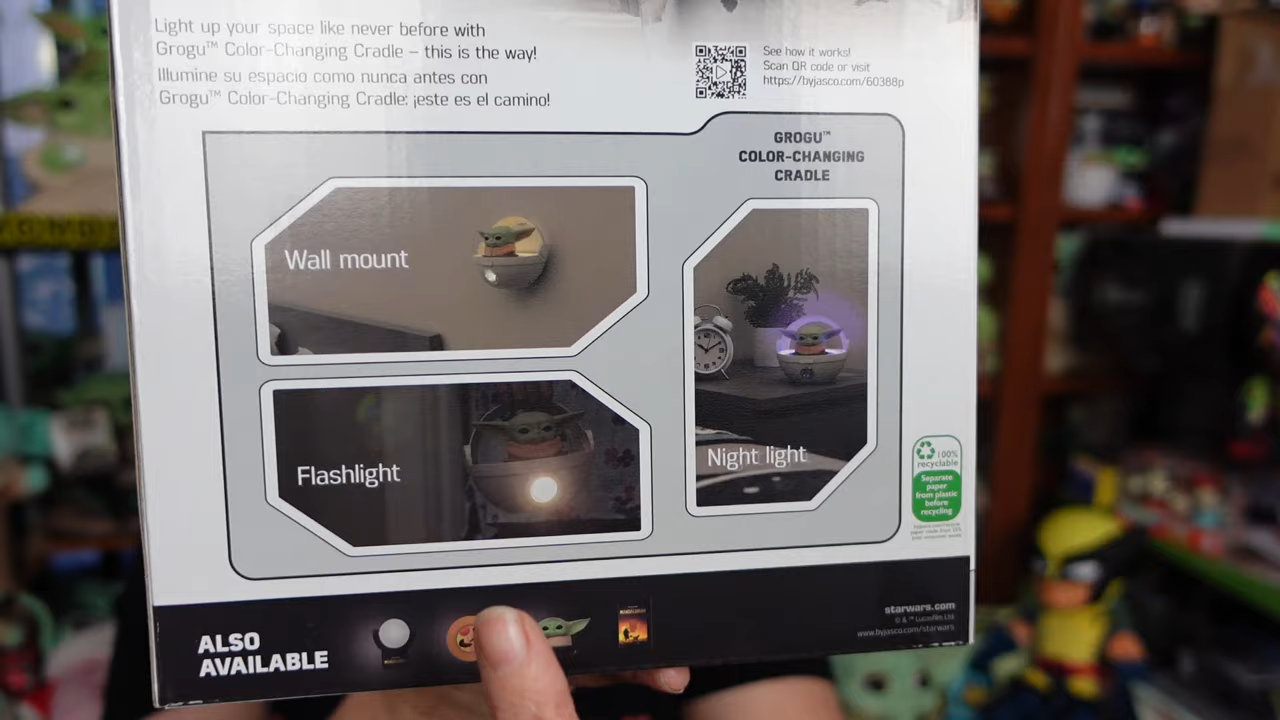 Light up your space like never before with
Grogu™ Color-Changing Cradle – this is the way!
Illumine su espacio como nunca antes con
Grogu™ Color-Changing Cradle: ¡este es el camino!
See how it works!
Scan QR code or visit
https://byjasco.com/60388p
GROGU™
COLOR-CHANGING
CRADLE
Wall mount
Flashlight
Night light
100%
recyclable
Separate
paper
from plastic
before
recycling
ALSO
AVAILABLE
starwars.com
© & ™ Lucasfilm Ltd
www.byjasco.com/starwars